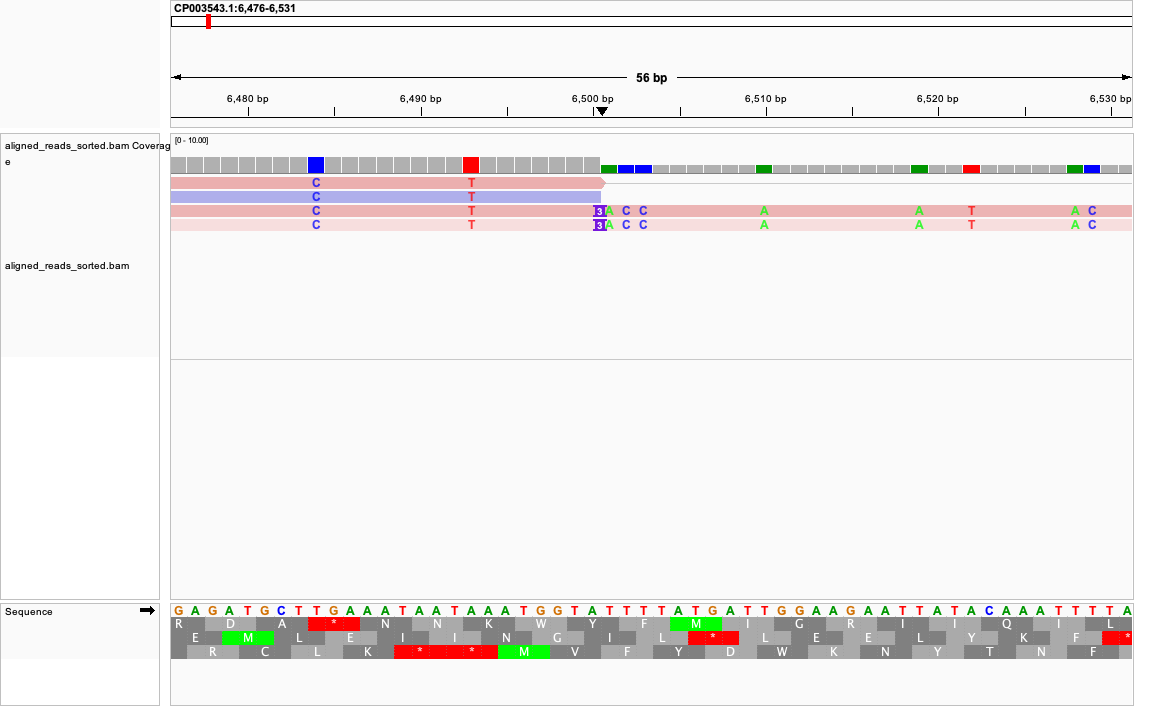 CP003543.1:6,476-6,531
56 bp
6,480 bp 6,490 bp 6,500 bp 6,510 bp 6,520 bp 6,530 bp
aligned_reads_sorted.bam Coverag
e
[0 - 10.00]
C T
C T
C T 3 A C C A A T A C
C T 3 A C C A A T A C
aligned_reads_sorted.bam
Sequence
G A G A T G C T T G A A A T A A T A A A T G G T A T T T T A T G A T T G G A A G A A T T A T A C A A A T T T T A
R D A * N N K W Y F M I G R I I Q I L
E M L E I I N G I L * L E E L Y K F *
R C L K * * M V F Y D W K N Y T N F